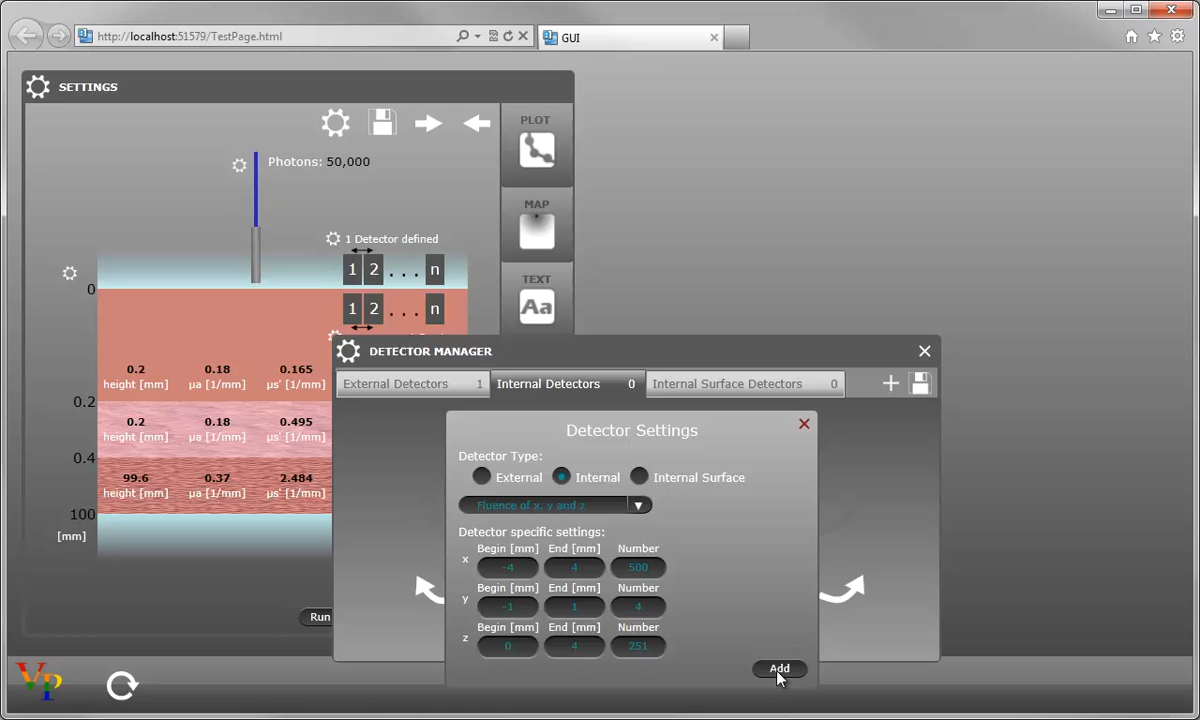 http://localhost:51579/TestPage.html
GUI
SETTINGS
Photons: 50,000
PLOT
MAP
TEXT
Aa
1 Detector defined
1 2 . . . n
0
1 2 . . . n
0.2 0.18 0.165
height [mm] µa [1/mm] µs' [1/mm]
0.2
0.2 0.18 0.495
height [mm] µa [1/mm] µs' [1/mm]
0.4
99.6 0.37 2.484
height [mm] µa [1/mm] µs' [1/mm]
100
[mm]
Run
VP
DETECTOR MANAGER
External Detectors 1
Internal Detectors 0
Internal Surface Detectors 0
Detector Settings
Detector Type:
External Internal Internal Surface
Fluence of x, y and z
Detector specific settings:
Begin [mm] End [mm] Number
x -4 4 500
Begin [mm] End [mm] Number
y -1 1 4
Begin [mm] End [mm] Number
z 0 4 251
Add